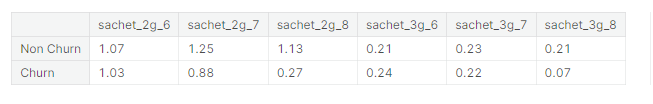 sachet_2g_6 sachet_2g_7 sachet_2g_8 sachet_3g_6 sachet_3g_7 sachet_3g_8
Non Churn 1.07 1.25 1.13 0.21 0.23 0.21
Churn 1.03 0.88 0.27 0.24 0.22 0.07